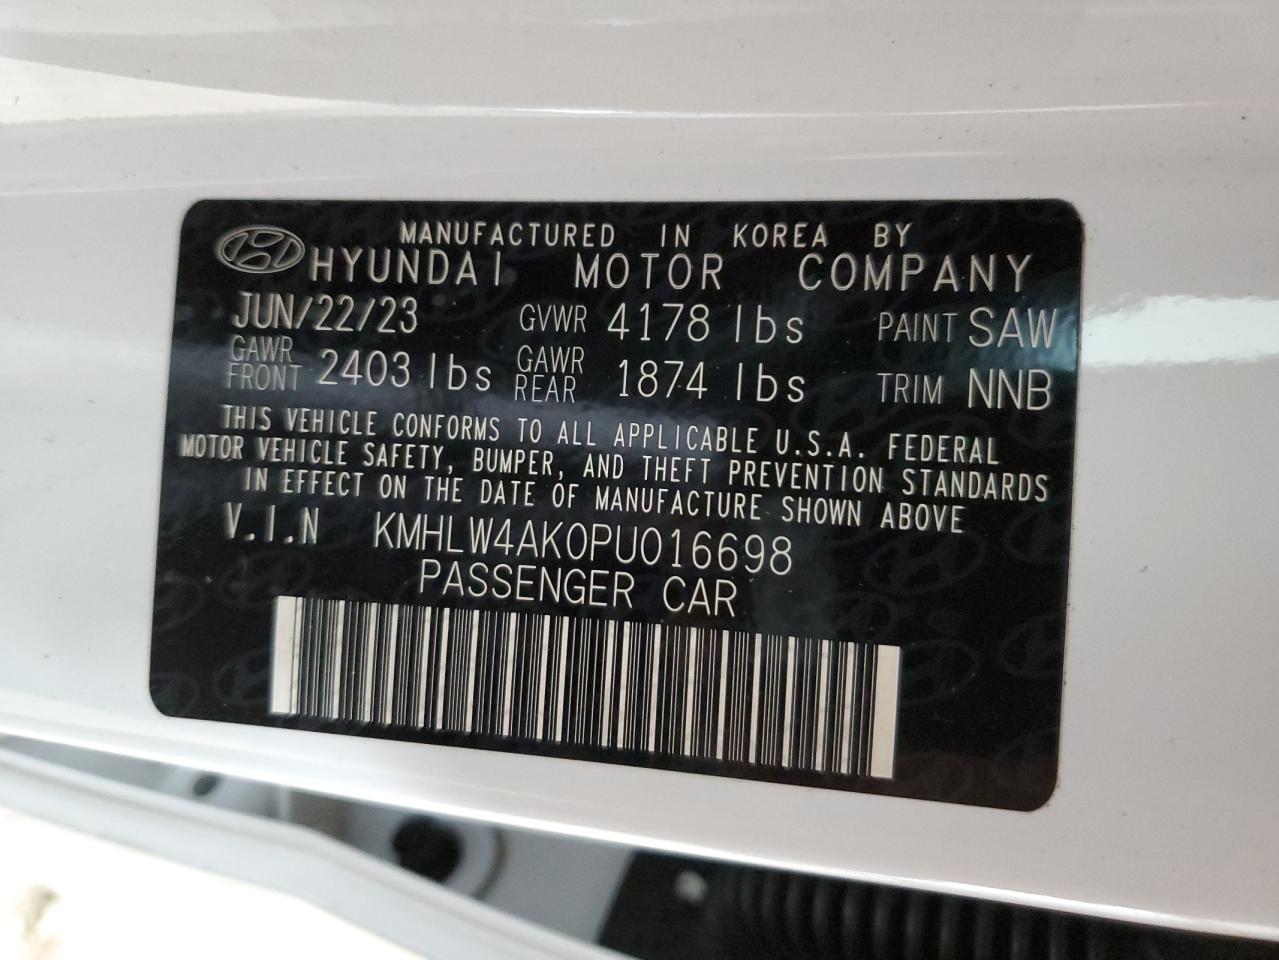 MANUFACTURED IN KOREA BY
HYUNDAI MOTOR COMPANY
JUN/22/23 GVWR 4178 lbs PAINT SAW
GAWR FRONT 2403 lbs GAWR REAR 1874 lbs TRIM NNB
THIS VEHICLE CONFORMS TO ALL APPLICABLE U.S.A. FEDERAL
MOTOR VEHICLE SAFETY, BUMPER, AND THEFT PREVENTION STANDARDS
IN EFFECT ON THE DATE OF MANUFACTURE SHOWN ABOVE
V.I.N KMHLW4AK0PU016698
PASSENGER CAR